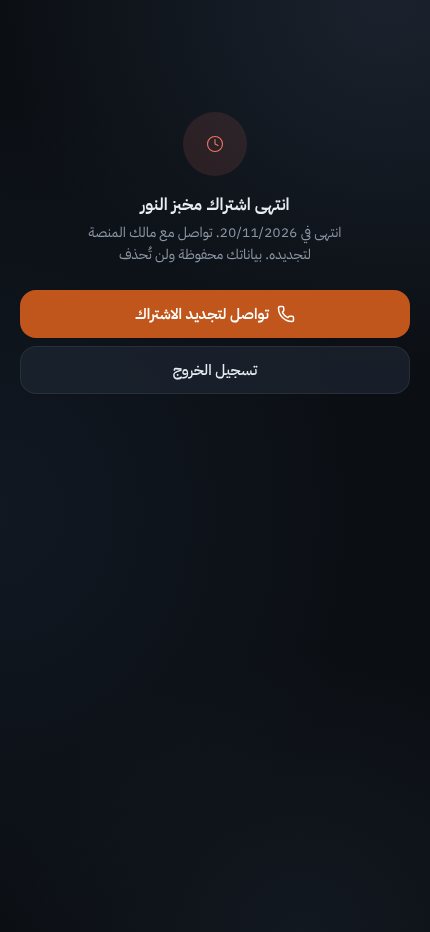 انتهى اشتراك مخبز النور
انتهى في 20/11/2026. تواصل مع مالك المنصة
لتجديده. بياناتك محفوظة ولن تُحذف
تواصل لتجديد الاشتراك
تسجيل الخروج